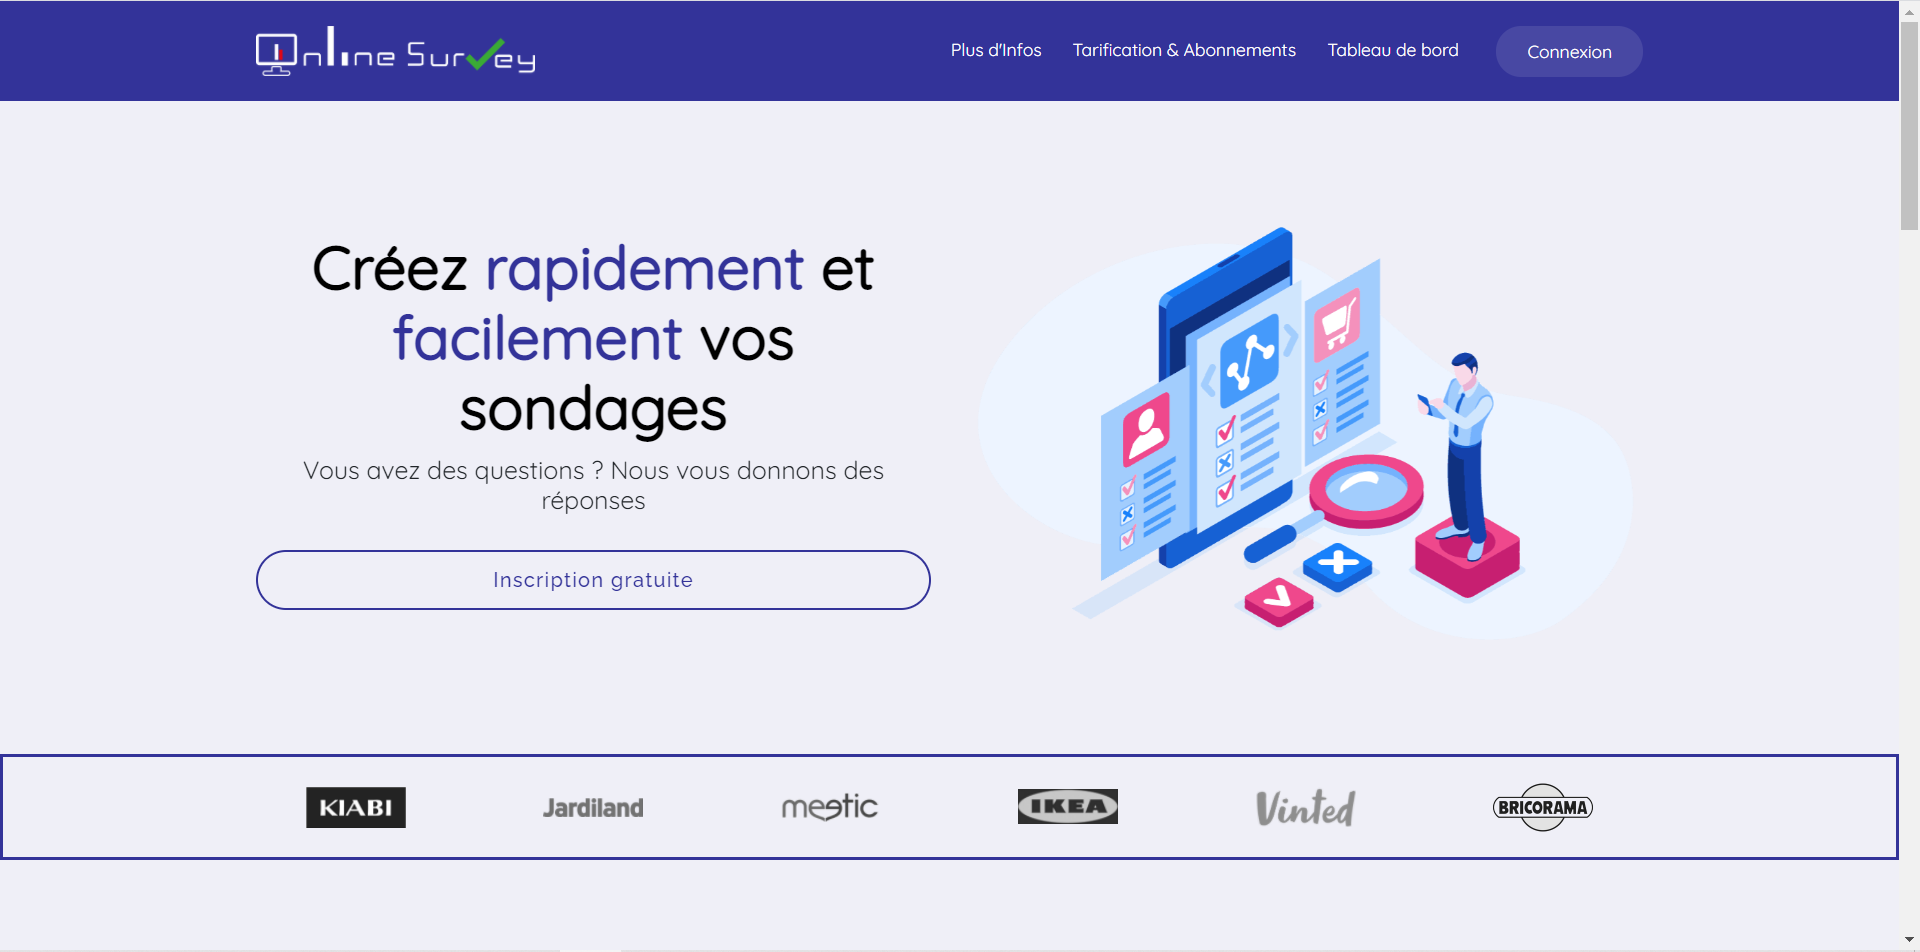 Online Survey
Plus d'Infos
Tarification & Abonnements
Tableau de bord
Connexion
Créez rapidement et
facilement vos
sondages
Vous avez des questions ? Nous vous donnons des
réponses
Inscription gratuite
KIABI
Jardiland
meetic
IKEA
Vinted
BRICORAMA